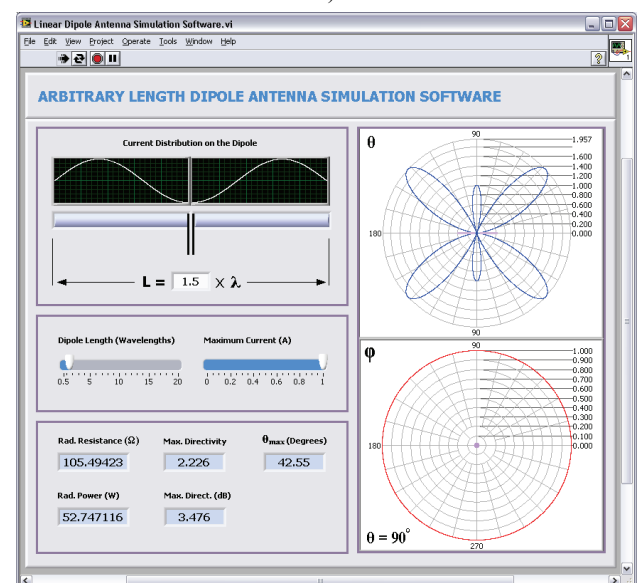 Linear Dipole Antenna Simulation Software.vi
File Edit View Project Operate Tools Window Help
?
1
ARBITRARY LENGTH DIPOLE ANTENNA SIMULATION SOFTWARE
Current Distribution on the Dipole
L = 1.5 × λ
Dipole Length (Wavelengths)
0.5 5 10 15 20
Maximum Current (A)
0 0.2 0.4 0.6 0.8 1
Rad. Resistance (Ω)
105.49423
Max. Directivity
2.226
θmax (Degrees)
42.55
Rad. Power (W)
52.747116
Max. Direct. (dB)
3.476
θ
90
1.957
1.600
1.400
1.200
1.000
0.800
0.600
0.400
0.200
0.000
180
90
φ
90
1.000
0.900
0.800
0.700
0.600
0.500
0.400
0.300
0.200
0.100
0.000
180
270
θ = 90°